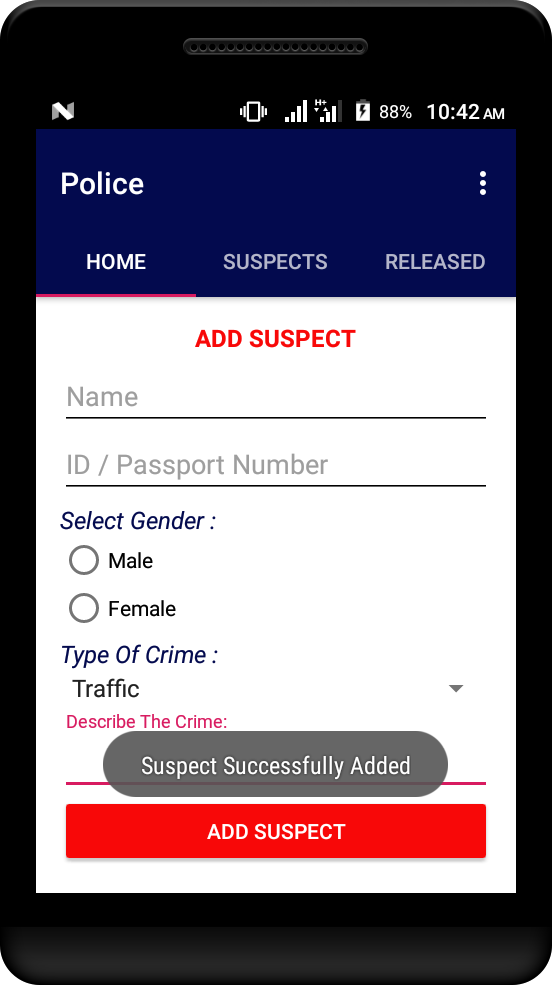 H+ 88% 10:42 AM
Police
HOME SUSPECTS RELEASED
ADD SUSPECT
Name
ID / Passport Number
Select Gender :
Male
Female
Type Of Crime :
Traffic
Describe The Crime:
Suspect Successfully Added
ADD SUSPECT